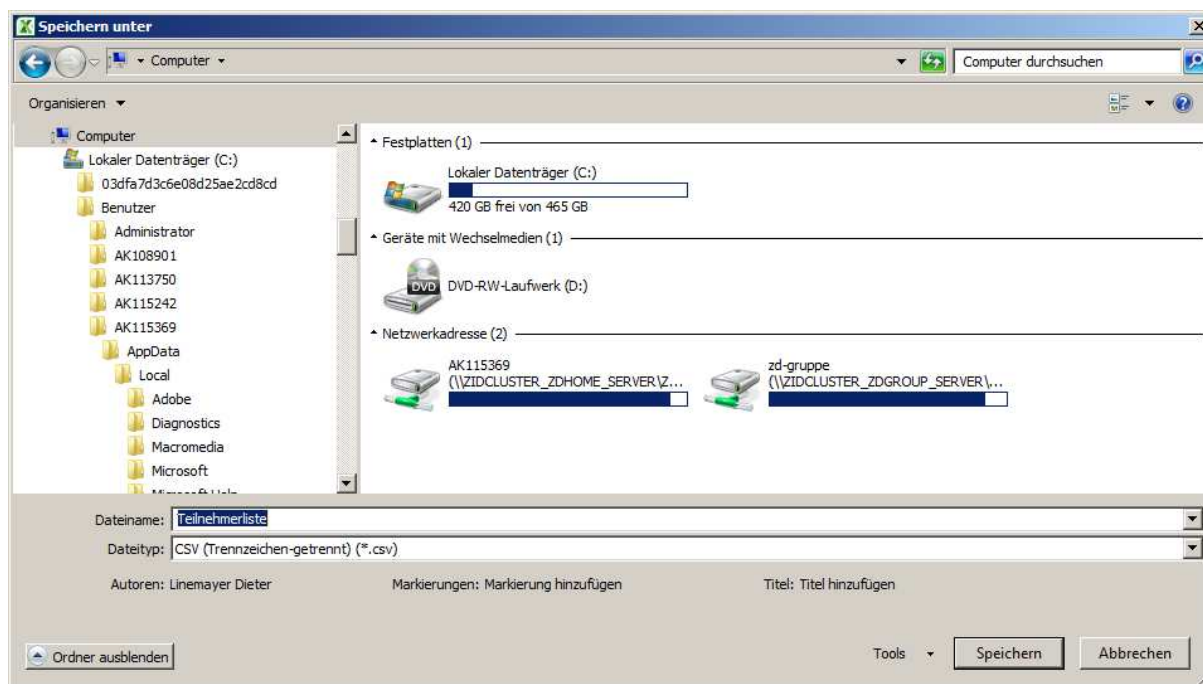 Speichern unter
Computer
Computer durchsuchen
Organisieren
Computer
Lokaler Datenträger (C:)
03dfa7d3c6e08d25ae2cd8cd
Benutzer
Administrator
AK108901
AK113750
AK115242
AK115369
AppData
Local
Adobe
Diagnostics
Macromedia
Microsoft
Microsoft Help
Festplatten (1)
Lokaler Datenträger (C:)
420 GB frei von 465 GB
Geräte mit Wechselmedien (1)
DVD
DVD-RW-Laufwerk (D:)
Netzwerkadresse (2)
AK115369
(\\ZIDCLUSTER_ZDHOME_SERVER\Z...
zd-gruppe
(\\ZIDCLUSTER_ZDGROUP_SERVER\...
Dateiname: Teilnehmerliste
Dateityp: CSV (Trennzeichen-getrennt) (*.csv)
Autoren: Linemayer Dieter Markierungen: Markierung hinzufügen Titel: Titel hinzufügen
Ordner ausblenden Tools Speichern Abbrechen